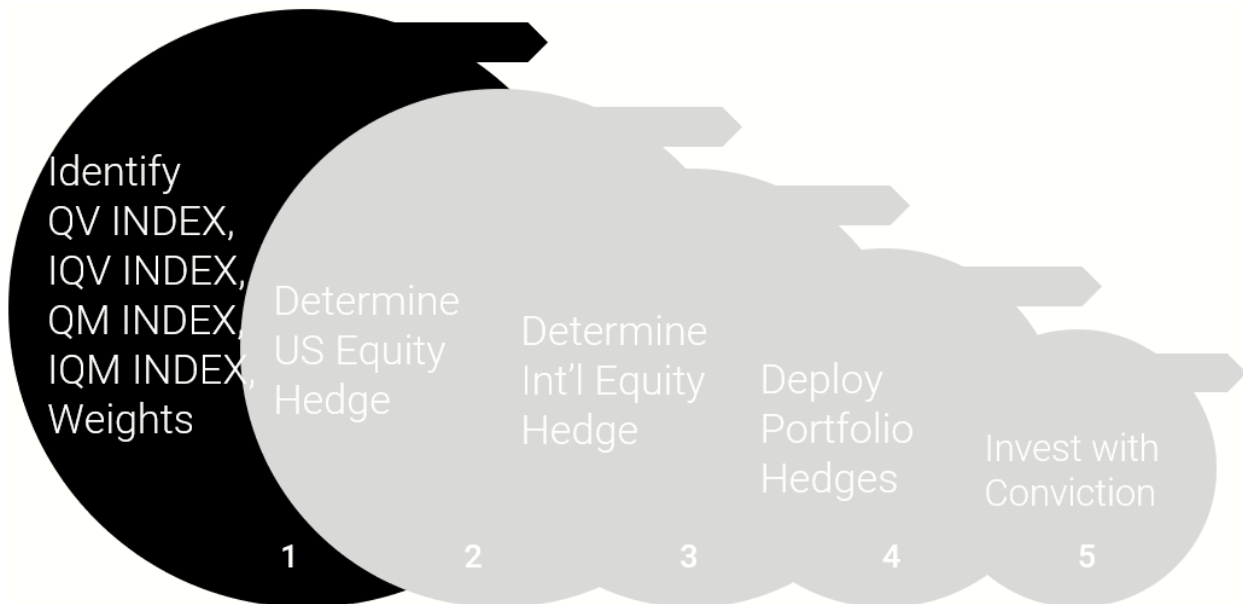 Identify
QV INDEX,
IQV INDEX,
QM INDEX,
IQM INDEX,
Weights
1
Determine
US Equity
Hedge
2
Determine
Int'l Equity
Hedge
3
Deploy
Portfolio
Hedges
4
Invest with
Conviction
5